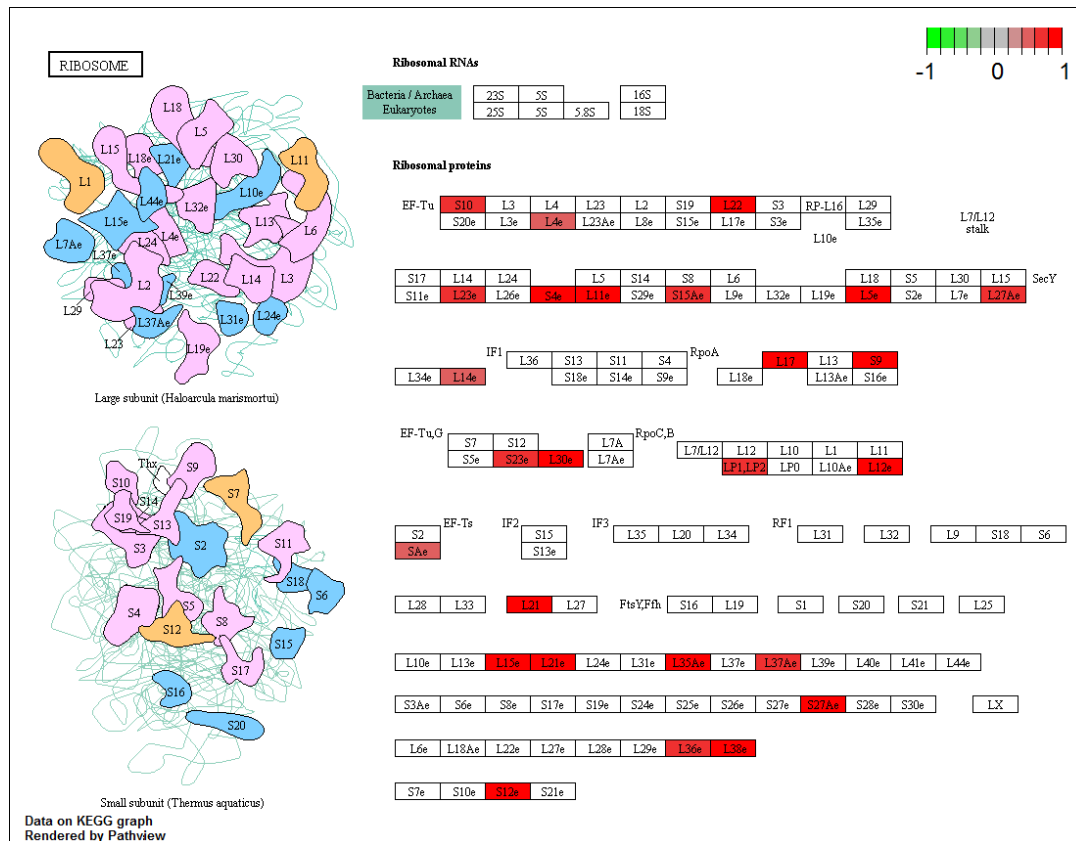 RIBOSOME
-1 0 1
Ribosomal RNAs
Bacteria / Archaea 23S 5S 16S
Eukaryotes 25S 5S 5.8S 18S
Ribosomal proteins
EF-Tu S10 L3 L4 L23 L2 S19 L22 S3 RP-L16 L29
S20e L3e L4e L23Ae L8e S15e L17e S3e L10e L35e
L7/L12
stalk
S17 L14 L24 L5 S14 S8 L6 L18 S5 L30 L15 SecY
S11e L23e L26e S4e L11e S29e S15Ae L9e L32e L19e L5e S2e L7e L27Ae
IF1 L36 S13 S11 S4 RpoA L17 L13 S9
L34e L14e S18e S14e S9e L18e L13Ae S16e
EF-Tu,G S7 S12 L7A RpoC,B L7/L12 L12 L10 L1 L11
S5e S23e L30e L7Ae LP1,LP2 LP0 L10Ae L12e
S2 EF-Ts IF2 S15 IF3 L35 L20 L34 RF1 L31 L32 L9 S18 S6
SAe S13e
L28 L33 L21 L27 FtsY,Ffh S16 L19 S1 S20 S21 L25
L10e L13e L15e L21e L24e L31e L35Ae L37e L37Ae L39e L40e L41e L44e
S3Ae S6e S8e S17e S19e S24e S25e S26e S27e S27Ae S28e S30e LX
L6e L18Ae L22e L27e L28e L29e L36e L38e
S7e S10e S12e S21e
L18
L5
L15
L18e
L21e
L30
L11
L1
L44e
L10e
L32e
L15e
L13
L6
L7Ae
L24
L4e
L37e
L22
L14
L3
L2
L39e
L29
L37Ae
L31e
L24e
L23
L19e
Large subunit (Haloarcula marismortui)
S9
Thx
S10
S14
S7
S19
S13
S3
S2
S11
S18
S6
S5
S4
S8
S12
S15
S17
S16
S20
Small subunit (Thermus aquaticus)
Data on KEGG graph
Rendered by Pathview